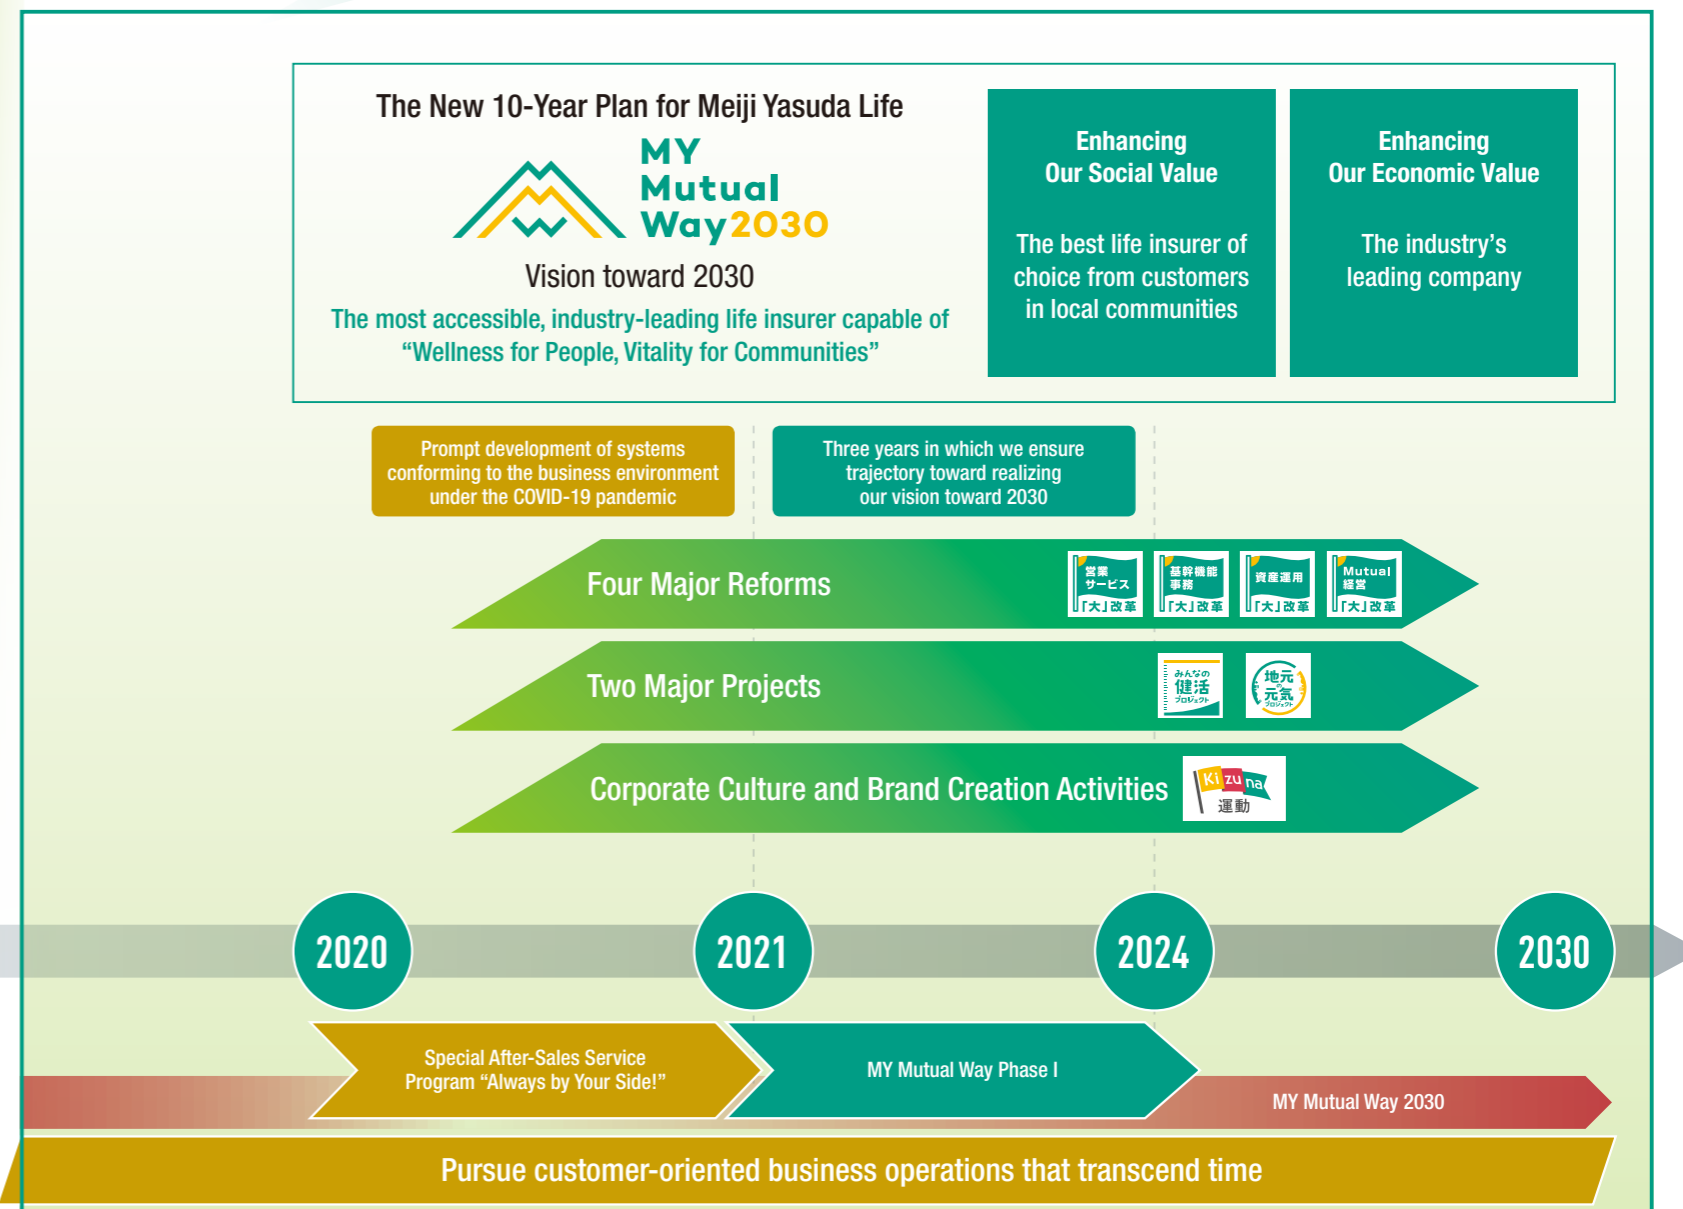 The New 10-Year Plan for Meiji Yasuda Life
MY
Mutual
Way2030
Vision toward 2030
The most accessible, industry-leading life insurer capable of
“Wellness for People, Vitality for Communities”
Enhancing
Our Social Value
The best life insurer of
choice from customers
in local communities
Enhancing
Our Economic Value
The industry’s
leading company
Prompt development of systems
conforming to the business environment
under the COVID-19 pandemic
Three years in which we ensure
trajectory toward realizing
our vision toward 2030
Four Major Reforms
営業
サービス
「大」改革
基幹機能
事務
「大」改革
資産運用
「大」改革
Mutual
経営
「大」改革
Two Major Projects
みんなの
健活
プロジェクト
地元の
元気
プロジェクト
Corporate Culture and Brand Creation Activities
Kizuna
運動
2020
2021
2024
2030
Special After-Sales Service
Program “Always by Your Side!”
MY Mutual Way Phase I
MY Mutual Way 2030
Pursue customer-oriented business operations that transcend time